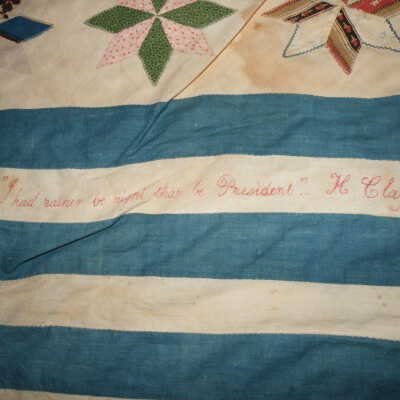 "I had rather be right than be President".. H Clay